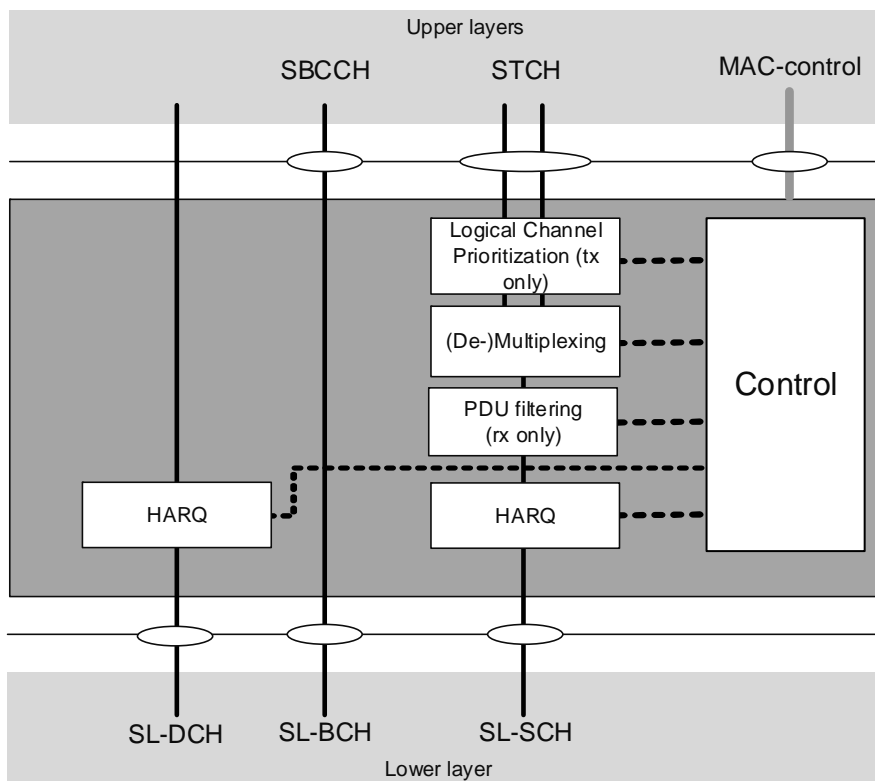 Upper layers
SBCCH
STCH
MAC-control
Logical Channel
Prioritization (tx
only)
(De-)Multiplexing
Control
PDU filtering
(rx only)
HARQ
HARQ
SL-DCH
SL-BCH
SL-SCH
Lower layer